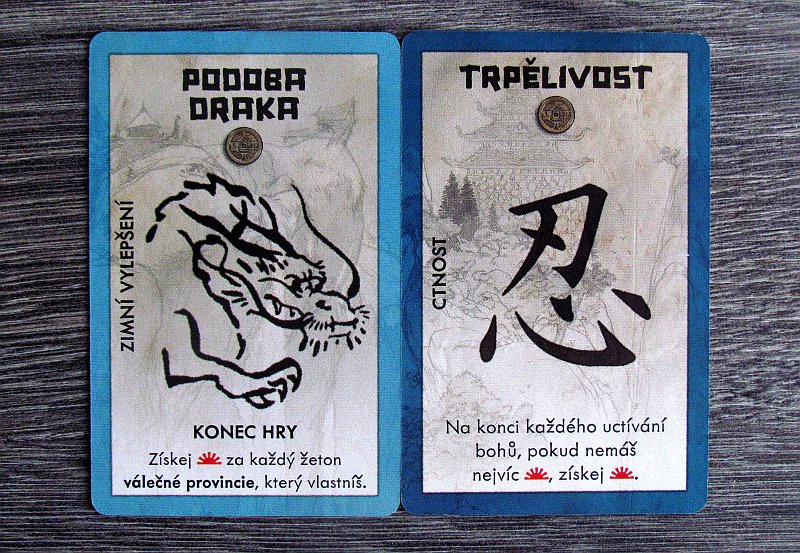 PODOBA
DRAKA
ZIMNÍ VYLEPŠENÍ
KONEC HRY
Získej za každý žeton
válečné provincie, který vlastníš.
TRPĚLIVOST
CTNOST
忍
Na konci každého uctívání
bohů, pokud nemáš
nejvíc , získej .